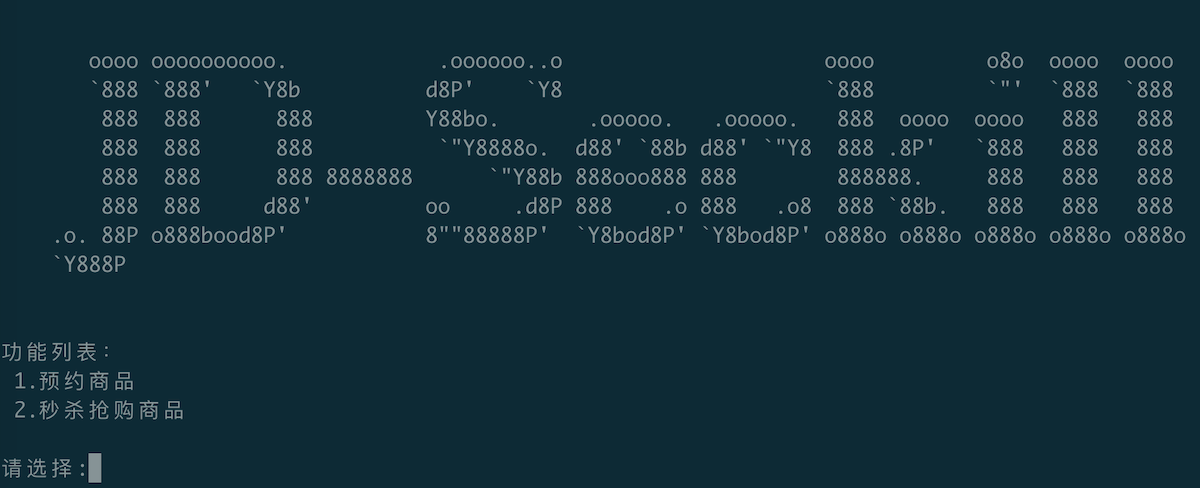 oooo oooooooooo.            .oooooo..o                     oooo         o8o  oooo  oooo
    `888 `888'   `Y8b          d8P'    `Y8                     `888         `"'  `888  `888
     888  888      888         Y88bo.       .ooooo.   .ooooo.   888  oooo  oooo   888   888
     888  888      888          `"Y8888o.  d88' `88b d88' `"Y8  888 .8P'   `888   888   888
     888  888      888 8888888      `"Y88b 888ooo888 888        888888.     888   888   888
     888  888     d88'         oo     .d8P 888    .o 888   .o8  888 `88b.   888   888   888
 .o. 88P o888bood8P'           8""88888P'  `Y8bod8P' `Y8bod8P' o888o o888o o888o o888o o888o
 `Y888P
功能列表:
 1.预约商品
 2.秒杀抢购商品
请选择: